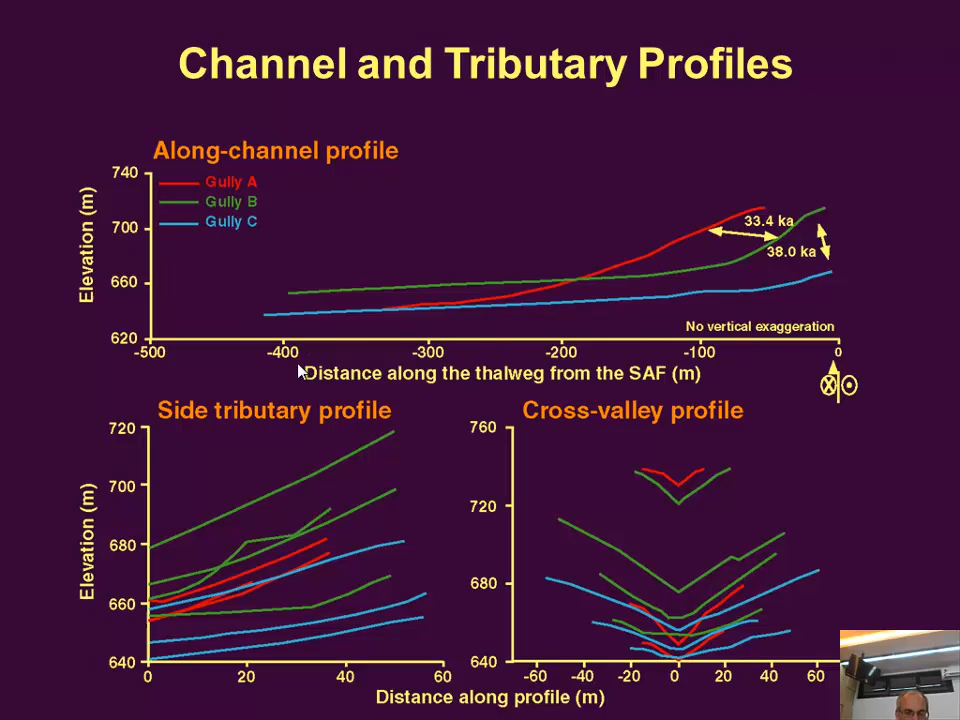 Channel and Tributary Profiles
Along-channel profile
740
700
660
620
Elevation (m)
Gully A
Gully B
Gully C
33.4 ka
38.0 ka
No vertical exaggeration
-500 -400 -300 -200 -100 0
Distance along the thalweg from the SAF (m)
Side tributary profile
720
700
680
660
640
Elevation (m)
0 20 40 60
Cross-valley profile
760
720
680
640
-60 -40 -20 0 20 40 60
Distance along profile (m)